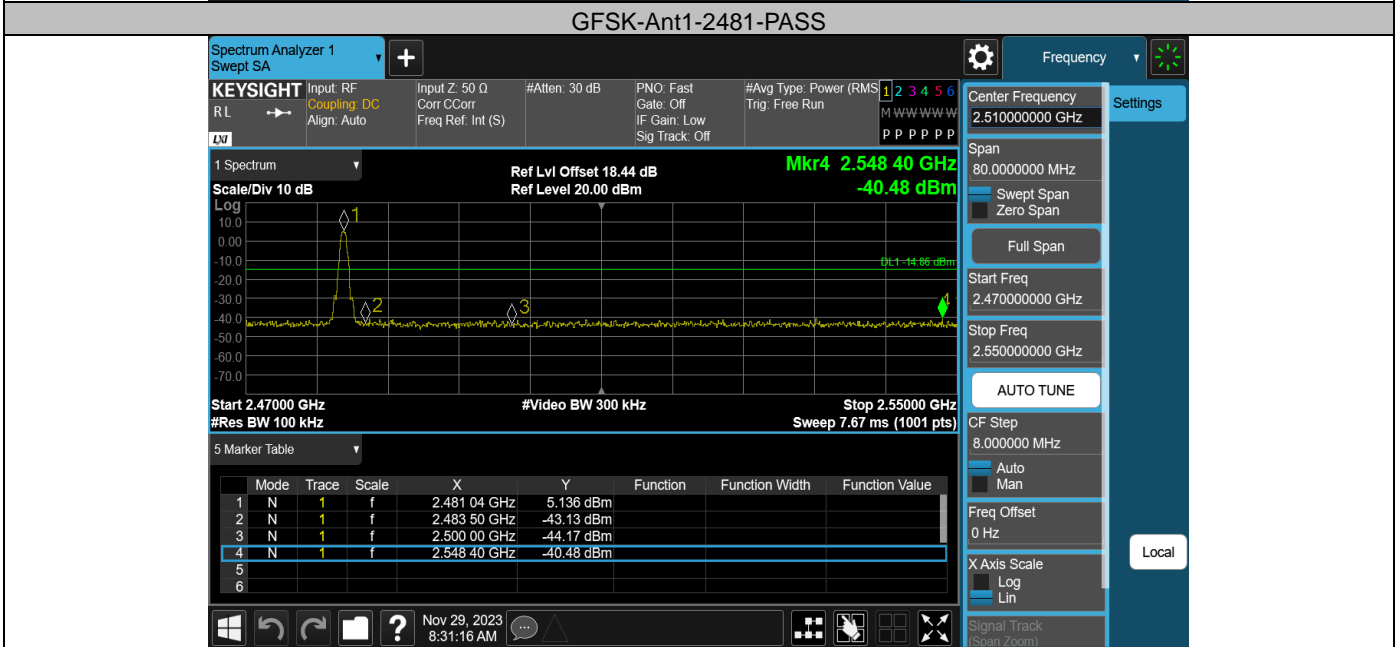 GFSK-Ant1-2481-PASS
Spectrum Analyzer 1
Swept SA
+
Frequency
KEYSIGHT
RL
LXI
Input: RF
Coupling: DC
Align: Auto
Input Z: 50 Ω
Corr CCorr
Freq Ref: Int (S)
#Atten: 30 dB
PNO: Fast
Gate: Off
IF Gain: Low
Sig Track: Off
#Avg Type: Power (RMS
Trig: Free Run
1 2 3 4 5 6
M W W W W W
P P P P P P
Settings
Center Frequency
2.510000000 GHz
Span
80.0000000 MHz
Swept Span
Zero Span
Full Span
Start Freq
2.470000000 GHz
Stop Freq
2.550000000 GHz
AUTO TUNE
CF Step
8.000000 MHz
Auto
Man
Freq Offset
0 Hz
X Axis Scale
Log
Lin
Signal Track
(Span Zoom)
Local
1 Spectrum
Scale/Div 10 dB
Log
Ref Lvl Offset 18.44 dB
Ref Level 20.00 dBm
Mkr4 2.548 40 GHz
-40.48 dBm
10.0
0.00
-10.0
-20.0
-30.0
-40.0
-50.0
-60.0
-70.0
1
2
3
4
DL1 -14.86 dBm
Start 2.47000 GHz
#Video BW 300 kHz
Stop 2.55000 GHz
#Res BW 100 kHz
Sweep 7.67 ms (1001 pts)
5 Marker Table
Mode Trace Scale X Y Function Function Width Function Value
1 N 1 f 2.481 04 GHz 5.136 dBm
2 N 1 f 2.483 50 GHz -43.13 dBm
3 N 1 f 2.500 00 GHz -44.17 dBm
4 N 1 f 2.548 40 GHz -40.48 dBm
5
6
?
Nov 29, 2023
8:31:16 AM